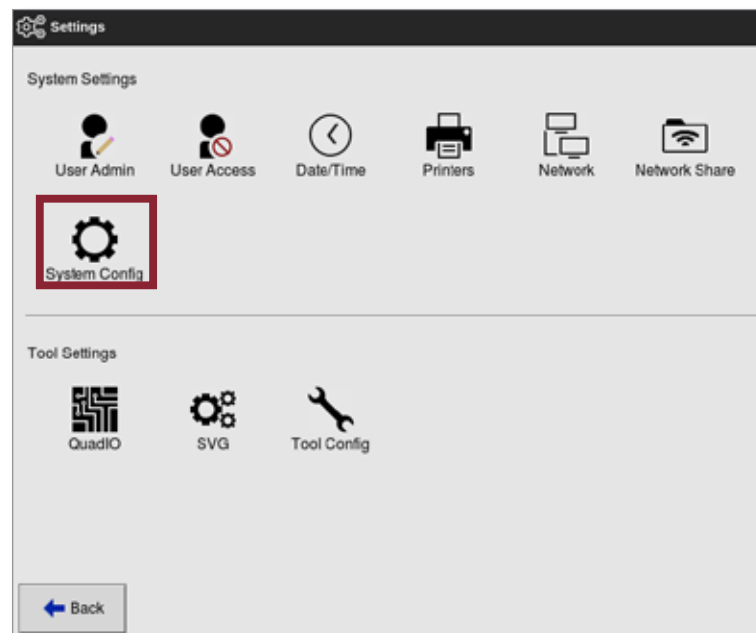 Settings
System Settings
User Admin User Access Date/Time Printers Network Network Share
System Config
Tool Settings
QuadIO SVG Tool Config
Back